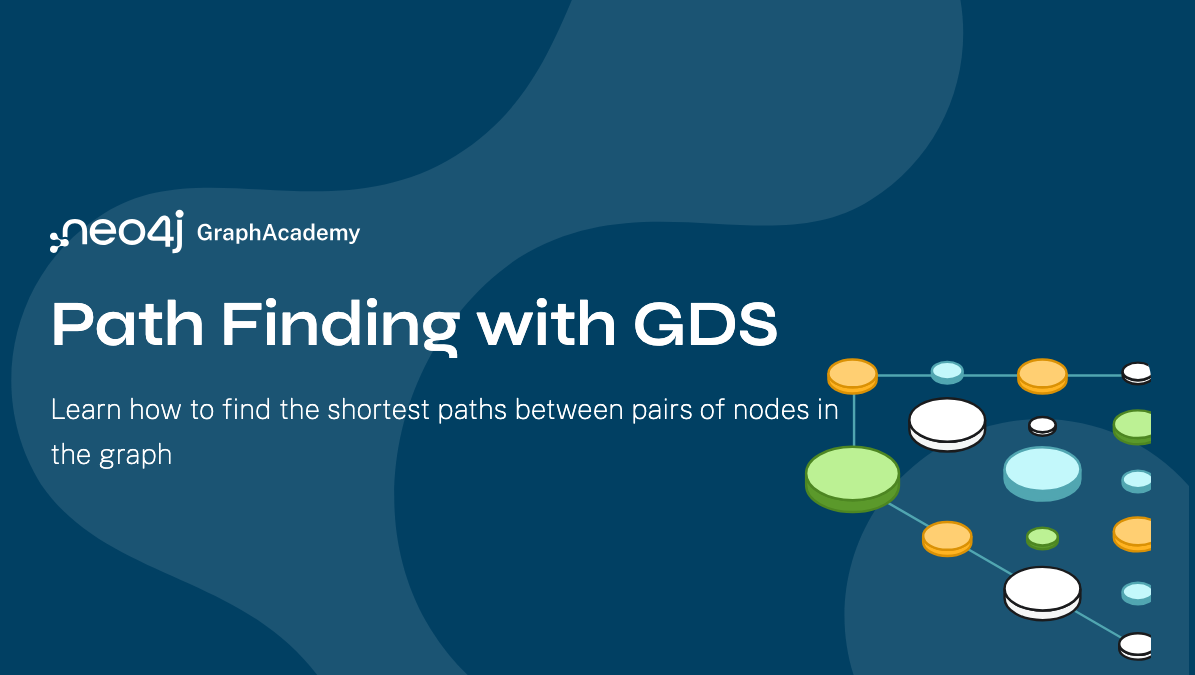 neo4j GraphAcademy
Path Finding with GDS
Learn how to find the shortest paths between pairs of nodes in
the graph